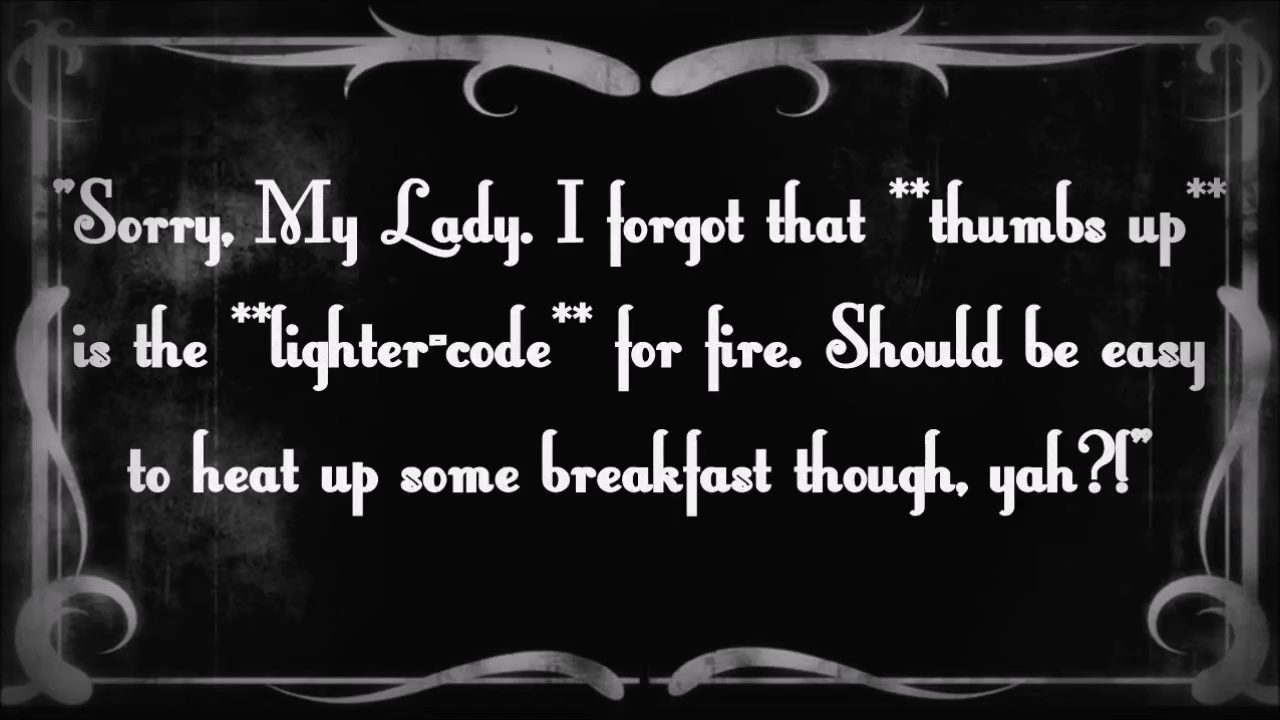 "Sorry, My Lady. I forgot that **thumbs up**
is the **lighter-code** for fire. Should be easy
to heat up some breakfast though, yah?!"